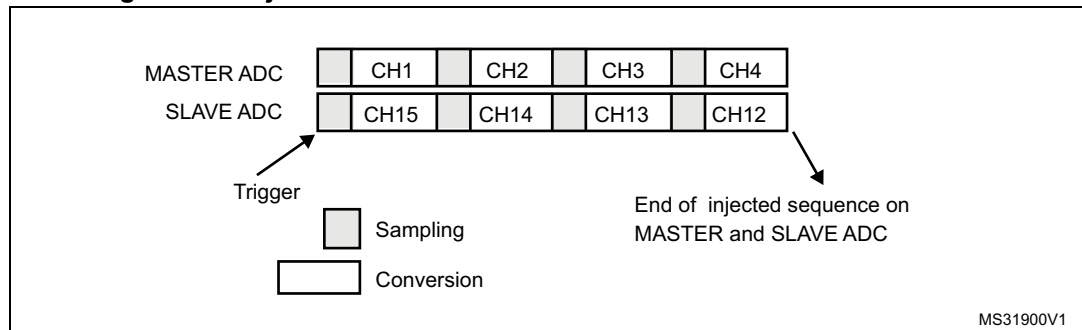 MASTER ADC CH1 CH2 CH3 CH4
SLAVE ADC CH15 CH14 CH13 CH12
Trigger
End of injected sequence on
MASTER and SLAVE ADC
Sampling
Conversion
MS31900V1